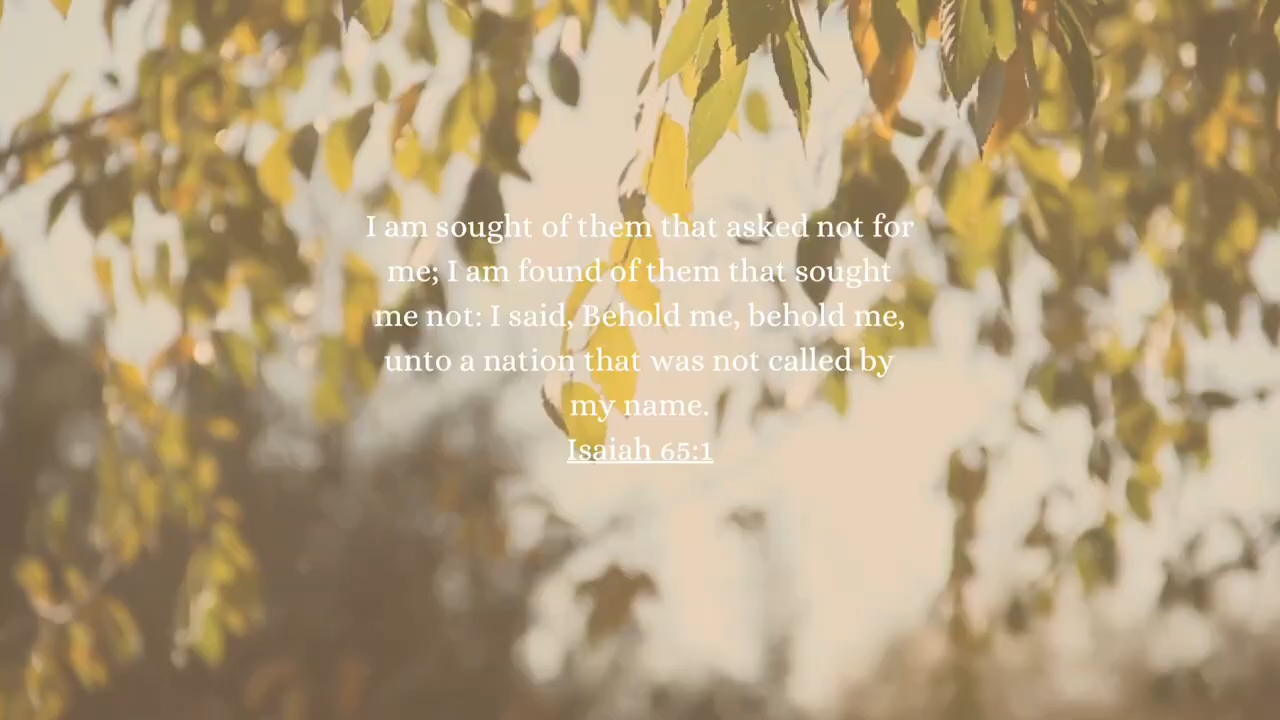 I am sought of them that asked not for
me; I am found of them that sought
me not: I said, Behold me, behold me,
unto a nation that was not called by
my name.
Isaiah 65:1